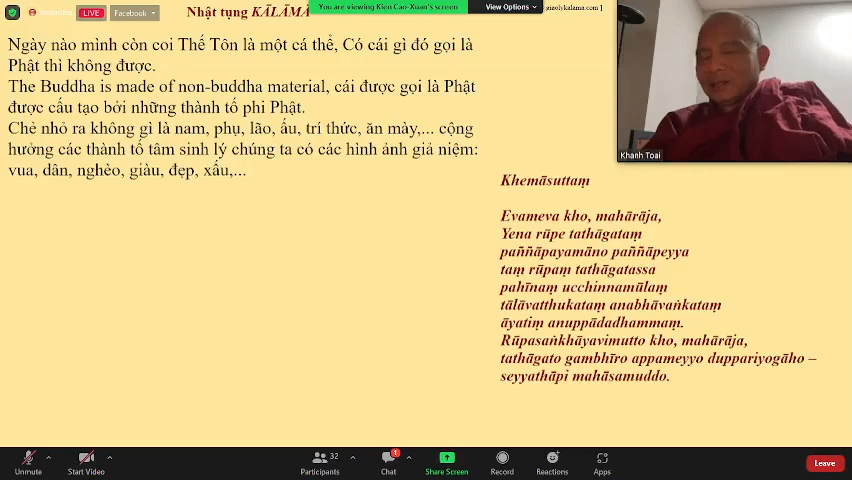 Nhật tụng KĀLĀMA
You are viewing Kien Cao-Xuan's screen
View Options
giaolykalama.com ]
LIVE
Facebook
Ngày nào mình còn coi Thế Tôn là một cá thể, Có cái gì đó gọi là
Phật thì không được.
The Buddha is made of non-buddha material, cái được gọi là Phật
được cấu tạo bởi những thành tố phi Phật.
Chẻ nhỏ ra không gì là nam, phụ, lão, ấu, trí thức, ăn mày,... cộng
hưởng các thành tố tâm sinh lý chúng ta có các hình ảnh giả niệm:
vua, dân, nghèo, giàu, đẹp, xấu,...
Khanh Toai
Khemāsuttaṃ
Evameva kho, mahārāja,
Yena rūpe tathāgataṃ
paññāpayamāno paññāpeyya
taṃ rūpaṃ tathāgatassa
pahīnaṃ ucchinnamūlaṃ
tālāvatthukataṃ anabhāvaṅkataṃ
āyatiṃ anuppādadhammaṃ.
Rūpasaṅkhāyavimutto kho, mahārāja,
tathāgato gambhīro appameyyo duppariyogāho –
seyyathāpi mahāsamuddo.
Unmute
Start Video
32
Participants
1
Chat
Share Screen
Record
Reactions
Apps
Leave